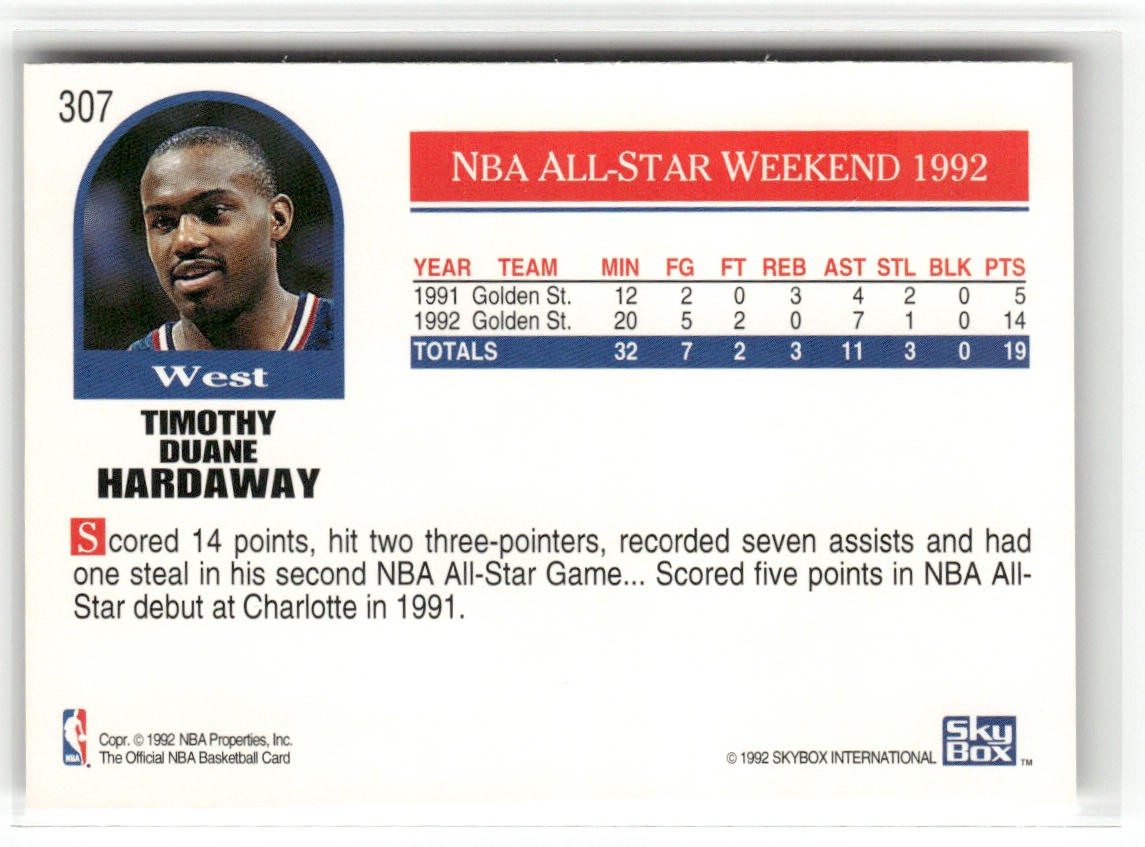 307
NBA ALL-STAR WEEKEND 1992
YEAR TEAM MIN FG FT REB AST STL BLK PTS
1991 Golden St. 12 2 0 3 4 2 0 5
1992 Golden St. 20 5 2 0 7 1 0 14
TOTALS 32 7 2 3 11 3 0 19
West
TIMOTHY
DUANE
HARDAWAY
Scored 14 points, hit two three-pointers, recorded seven assists and had
one steal in his second NBA All-Star Game... Scored five points in NBA All-
Star debut at Charlotte in 1991.
NBA
Copr. © 1992 NBA Properties, Inc.
The Official NBA Basketball Card
© 1992 SKYBOX INTERNATIONAL
Sky
Box
TM